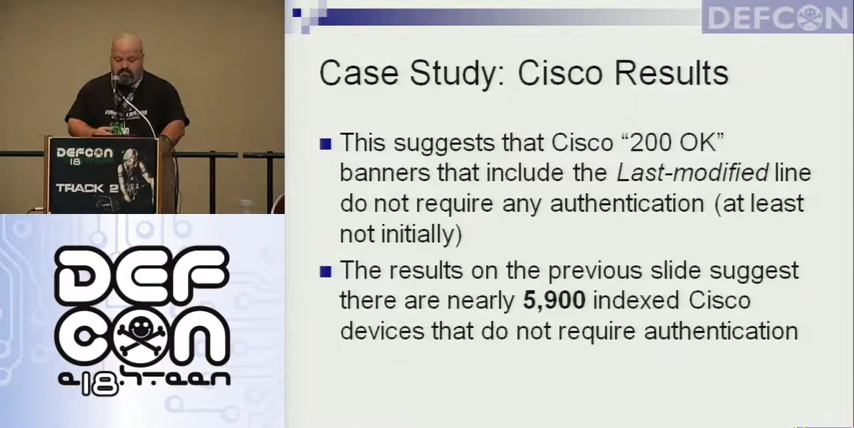 DEFCON
Case Study: Cisco Results
This suggests that Cisco “200 OK”
banners that include the Last-modified line
do not require any authentication (at least
not initially)
The results on the previous slide suggest
there are nearly 5,900 indexed Cisco
devices that do not require authentication
DEFCON
18
TRACK 2
DEF
CON
e18h-teen